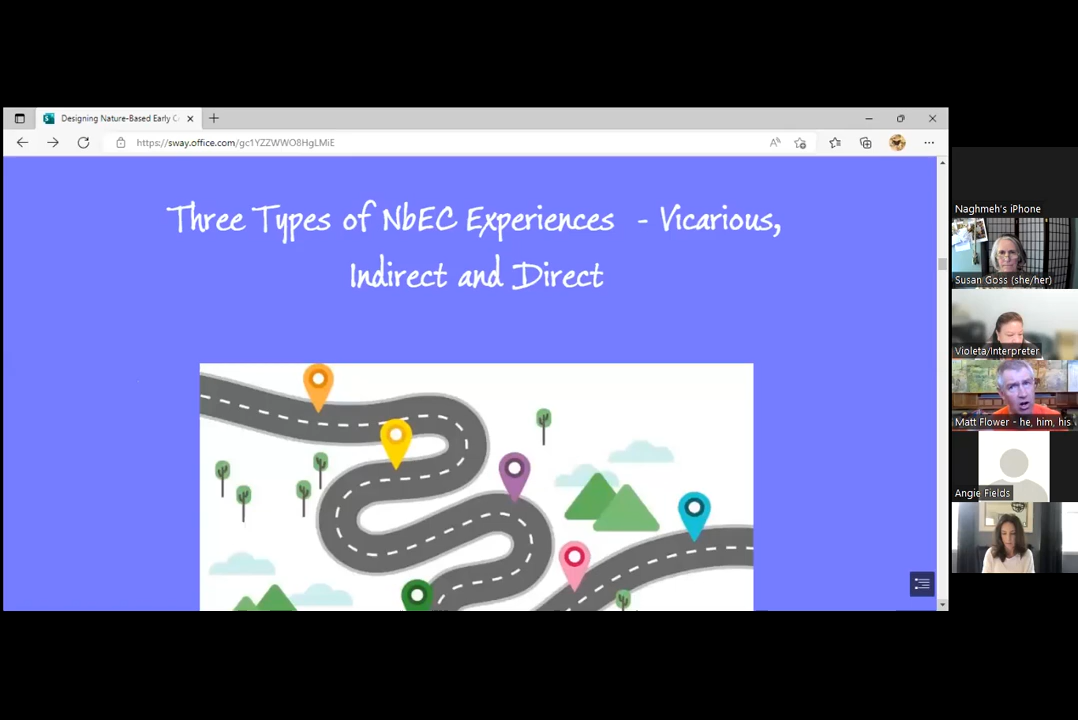 Designing Nature-Based Early C
https://sway.office.com/gc1YZZWWO8HgLMiE
Three Types of NbEC Experiences - Vicarious,
Indirect and Direct
Naghmeh's iPhone
Susan Goss (she/her)
Violeta/Interpreter
Matt Flower - he, him, his
Angie Fields